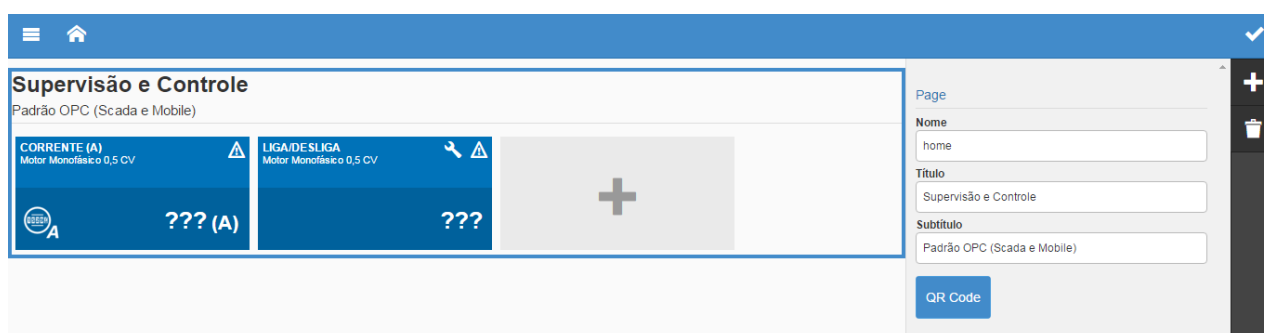 Supervisão e Controle
Padrão OPC (Scada e Mobile)
CORRENTE (A)
Motor Monofásico 0,5 CV
A
??? (A)
LIGA/DESLIGA
Motor Monofásico 0,5 CV
???
Page
Nome
home
Título
Supervisão e Controle
Subtítulo
Padrão OPC (Scada e Mobile)
QR Code